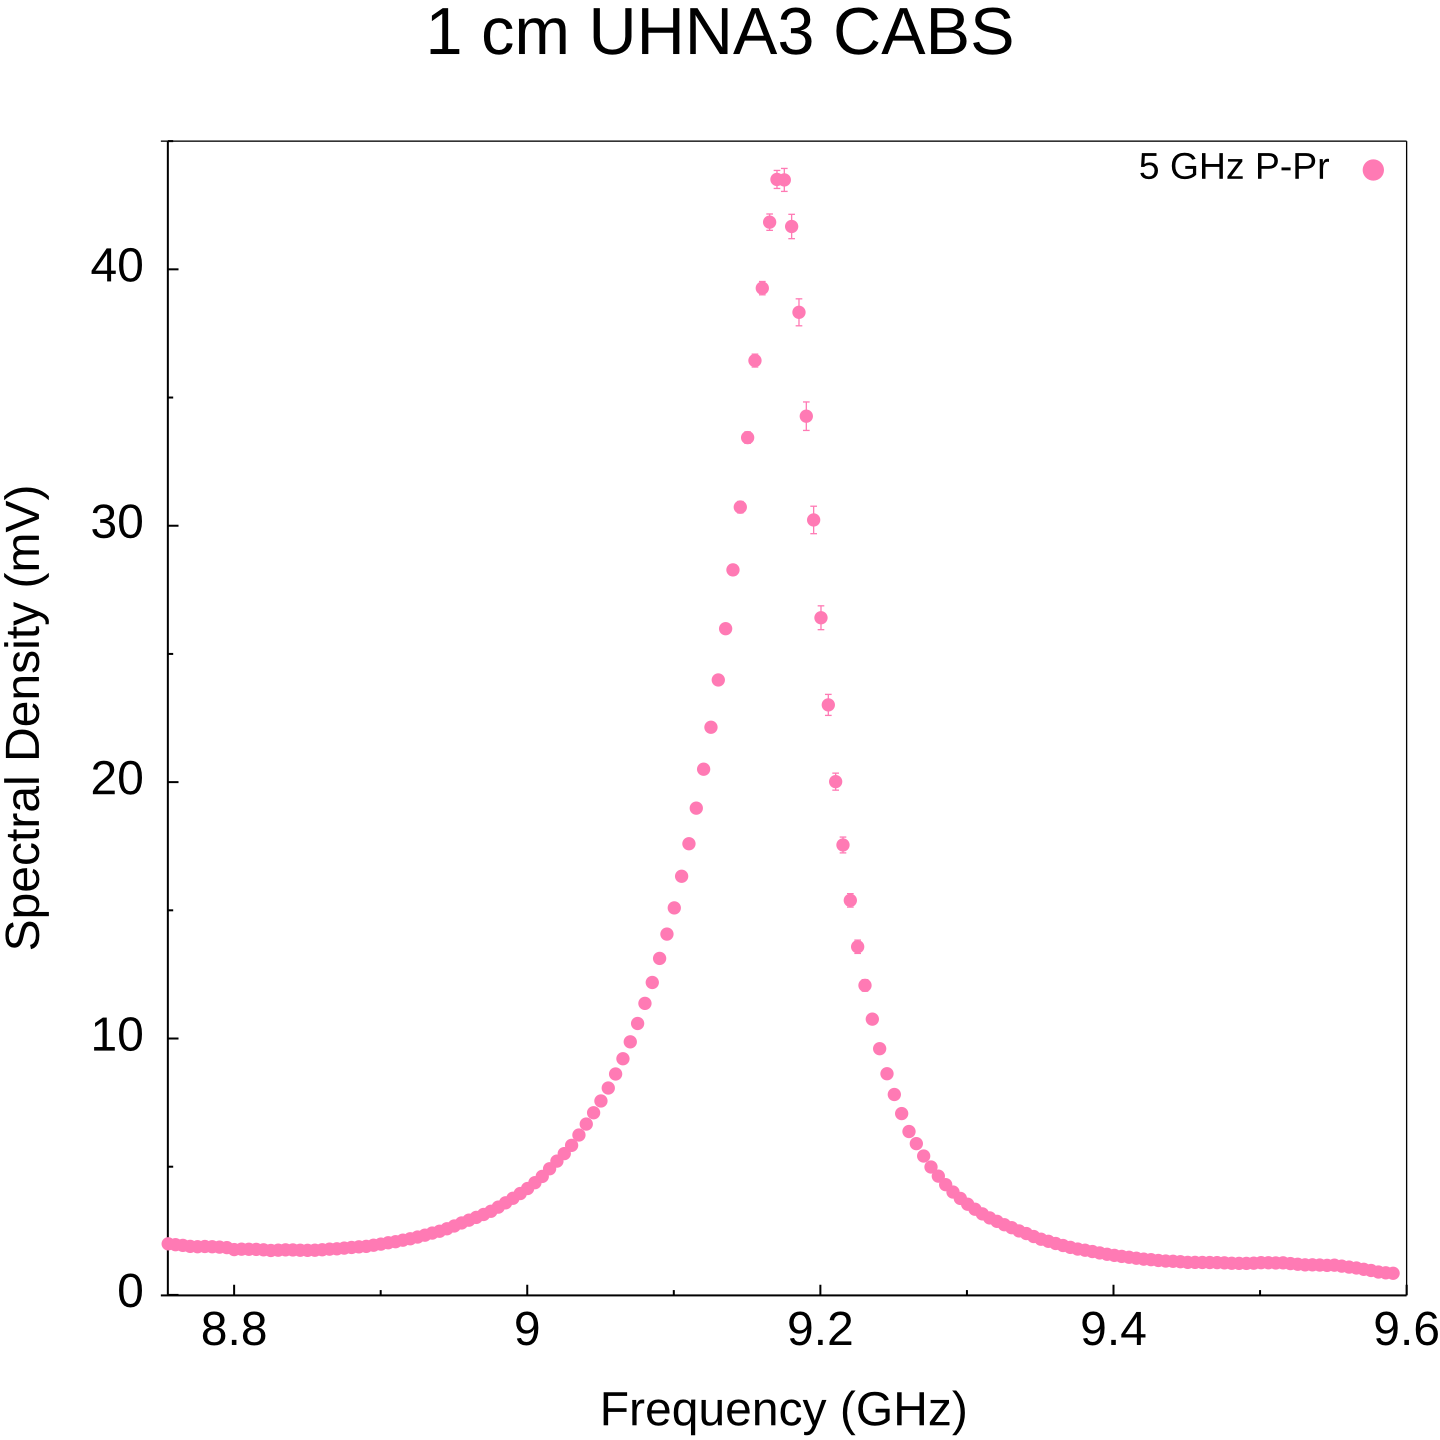 1 cm UHNA3 CABS
5 GHz P-Pr
40
30
20
10
0
Spectral Density (mV)
8.8 9 9.2 9.4 9.6
Frequency (GHz)